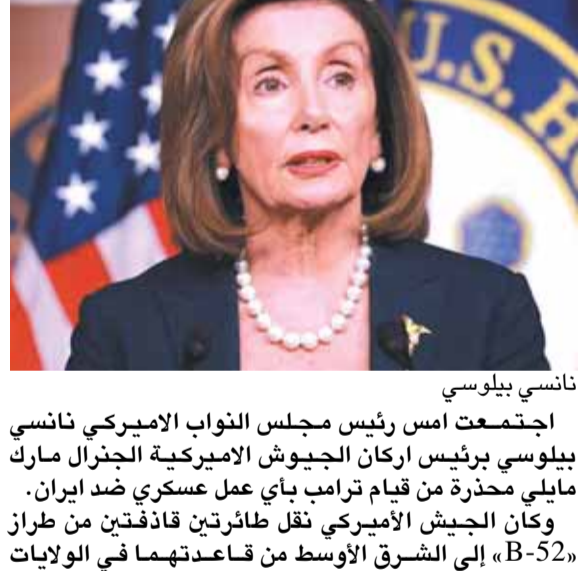 U.S. HO
نانسي بيلوسي
اجتمعت امس رئيس مجلس النواب الاميركي نانسي
بيلوسي برئيس اركان الجيوش الاميركية الجنرال مارك
مايلي محذرة من قيام ترامب بأي عمل عسكري ضد ايران.
وكان الجيش الأميركي نقل طائرتين قاذفتين من طراز
«B-52» إلى الشرق الأوسط من قاعدتهما في الولايات